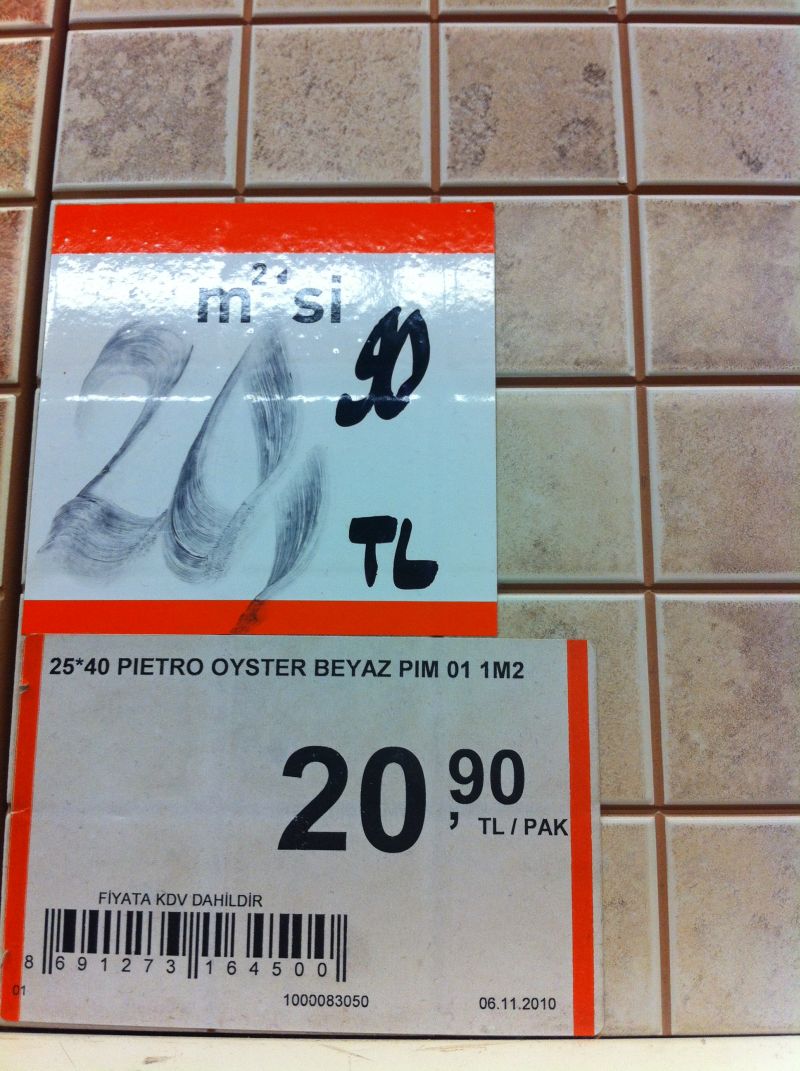 m²'si
20,90
TL
25*40 PIETRO OYSTER BEYAZ PIM 01 1M2
20,90
TL / PAK
FİYATA KDV DAHİLDİR
8 691273 164500
01
1000083050
06.11.2010